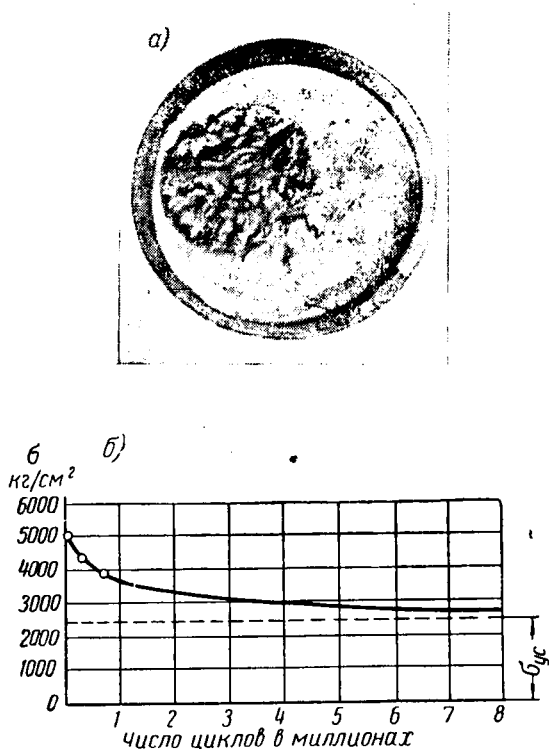 а)
б)
σ
кг/см²
6000
5000
4000
3000
2000
1000
0
1 2 3 4 5 6 7 8
Число циклов в миллионах
σус